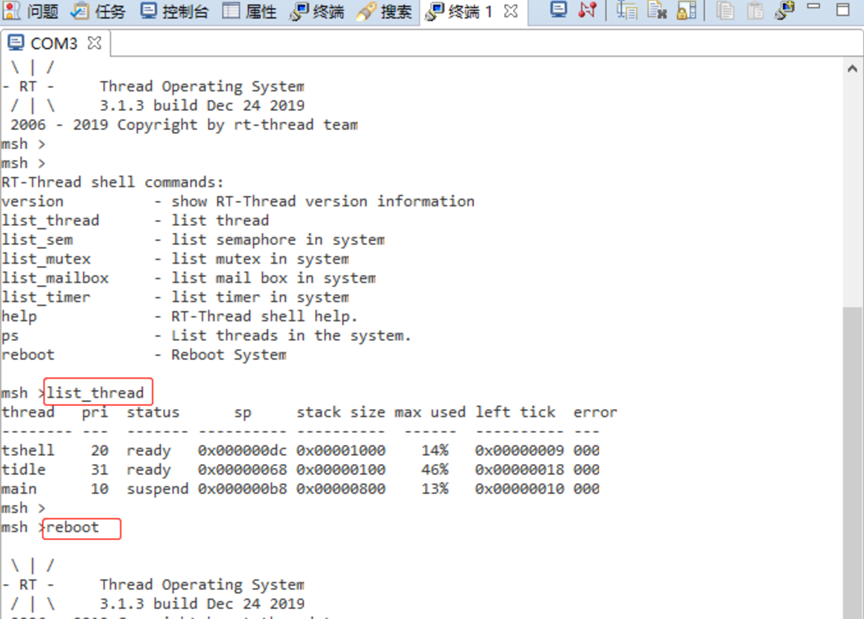 问题 任务 控制台 属性 终端 搜索 终端 1
COM3
 \ | /
- RT -     Thread Operating System
 / | \     3.1.3 build Dec 24 2019
 2006 - 2019 Copyright by rt-thread team
msh >
msh >
RT-Thread shell commands:
version          - show RT-Thread version information
list_thread      - list thread
list_sem         - list semaphore in system
list_mutex       - list mutex in system
list_mailbox     - list mail box in system
list_timer       - list timer in system
help             - RT-Thread shell help.
ps               - List threads in the system.
reboot           - Reboot System
msh >list_thread
thread   pri  status      sp     stack size max used left tick  error
-------- ---  ------- ---------- ----------  ------  ---------- ---
tshell    20  ready   0x000000dc 0x00001000    14%   0x00000009 000
tidle     31  ready   0x00000068 0x00000100    46%   0x00000018 000
main      10  suspend 0x000000b8 0x00000800    13%   0x00000010 000
msh >
msh >reboot
 \ | /
- RT -     Thread Operating System
 / | \     3.1.3 build Dec 24 2019